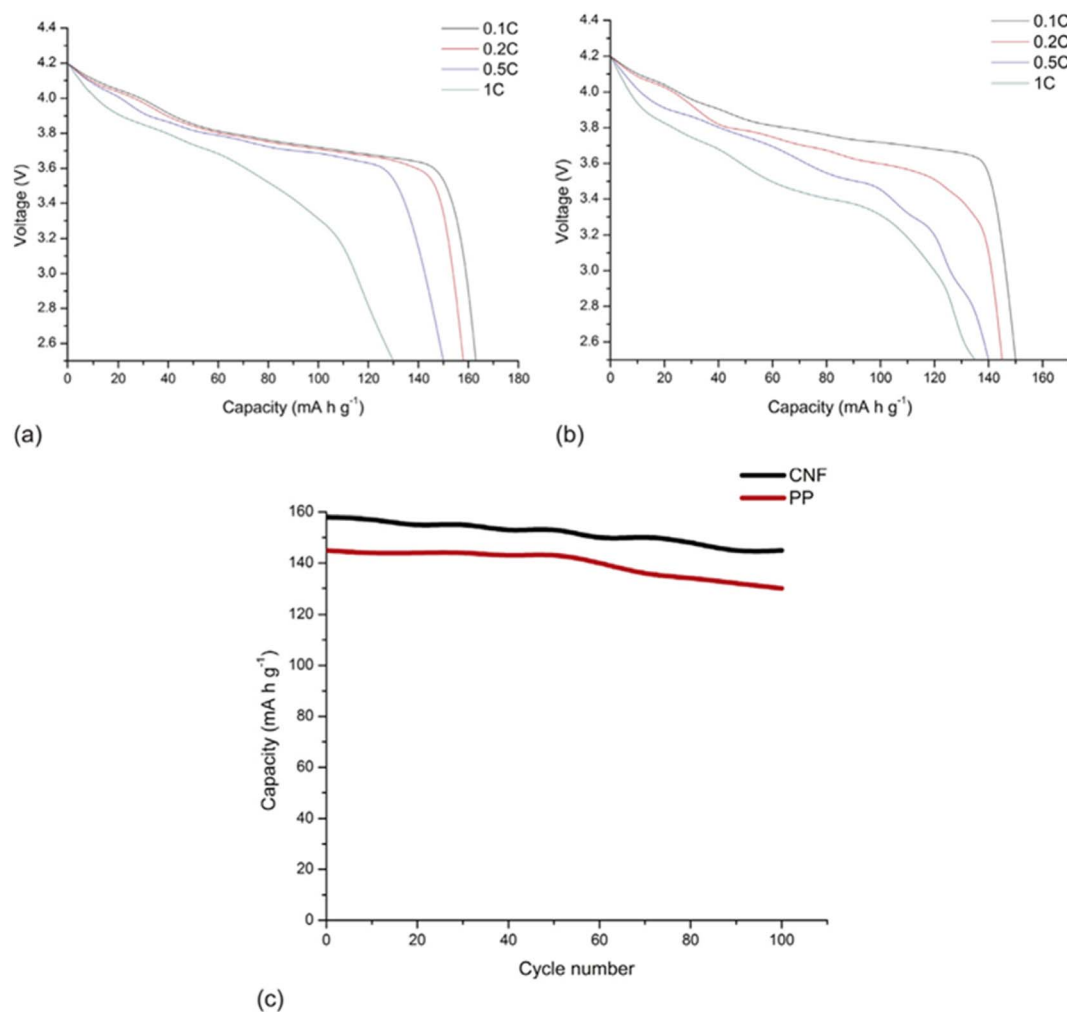 0.1C
0.2C
0.5C
1C
4.4
4.2
4.0
3.8
3.6
3.4
3.2
3.0
2.8
2.6
Voltage (V)
0 20 40 60 80 100 120 140 160 180
Capacity (mA h g⁻¹)
(a)
0.1C
0.2C
0.5C
1C
4.4
4.2
4.0
3.8
3.6
3.4
3.2
3.0
2.8
2.6
Voltage (V)
0 20 40 60 80 100 120 140 160
Capacity (mA h g⁻¹)
(b)
CNF
PP
160
140
120
100
80
60
40
20
0
Capacity (mA h g⁻¹)
0 20 40 60 80 100
Cycle number
(c)